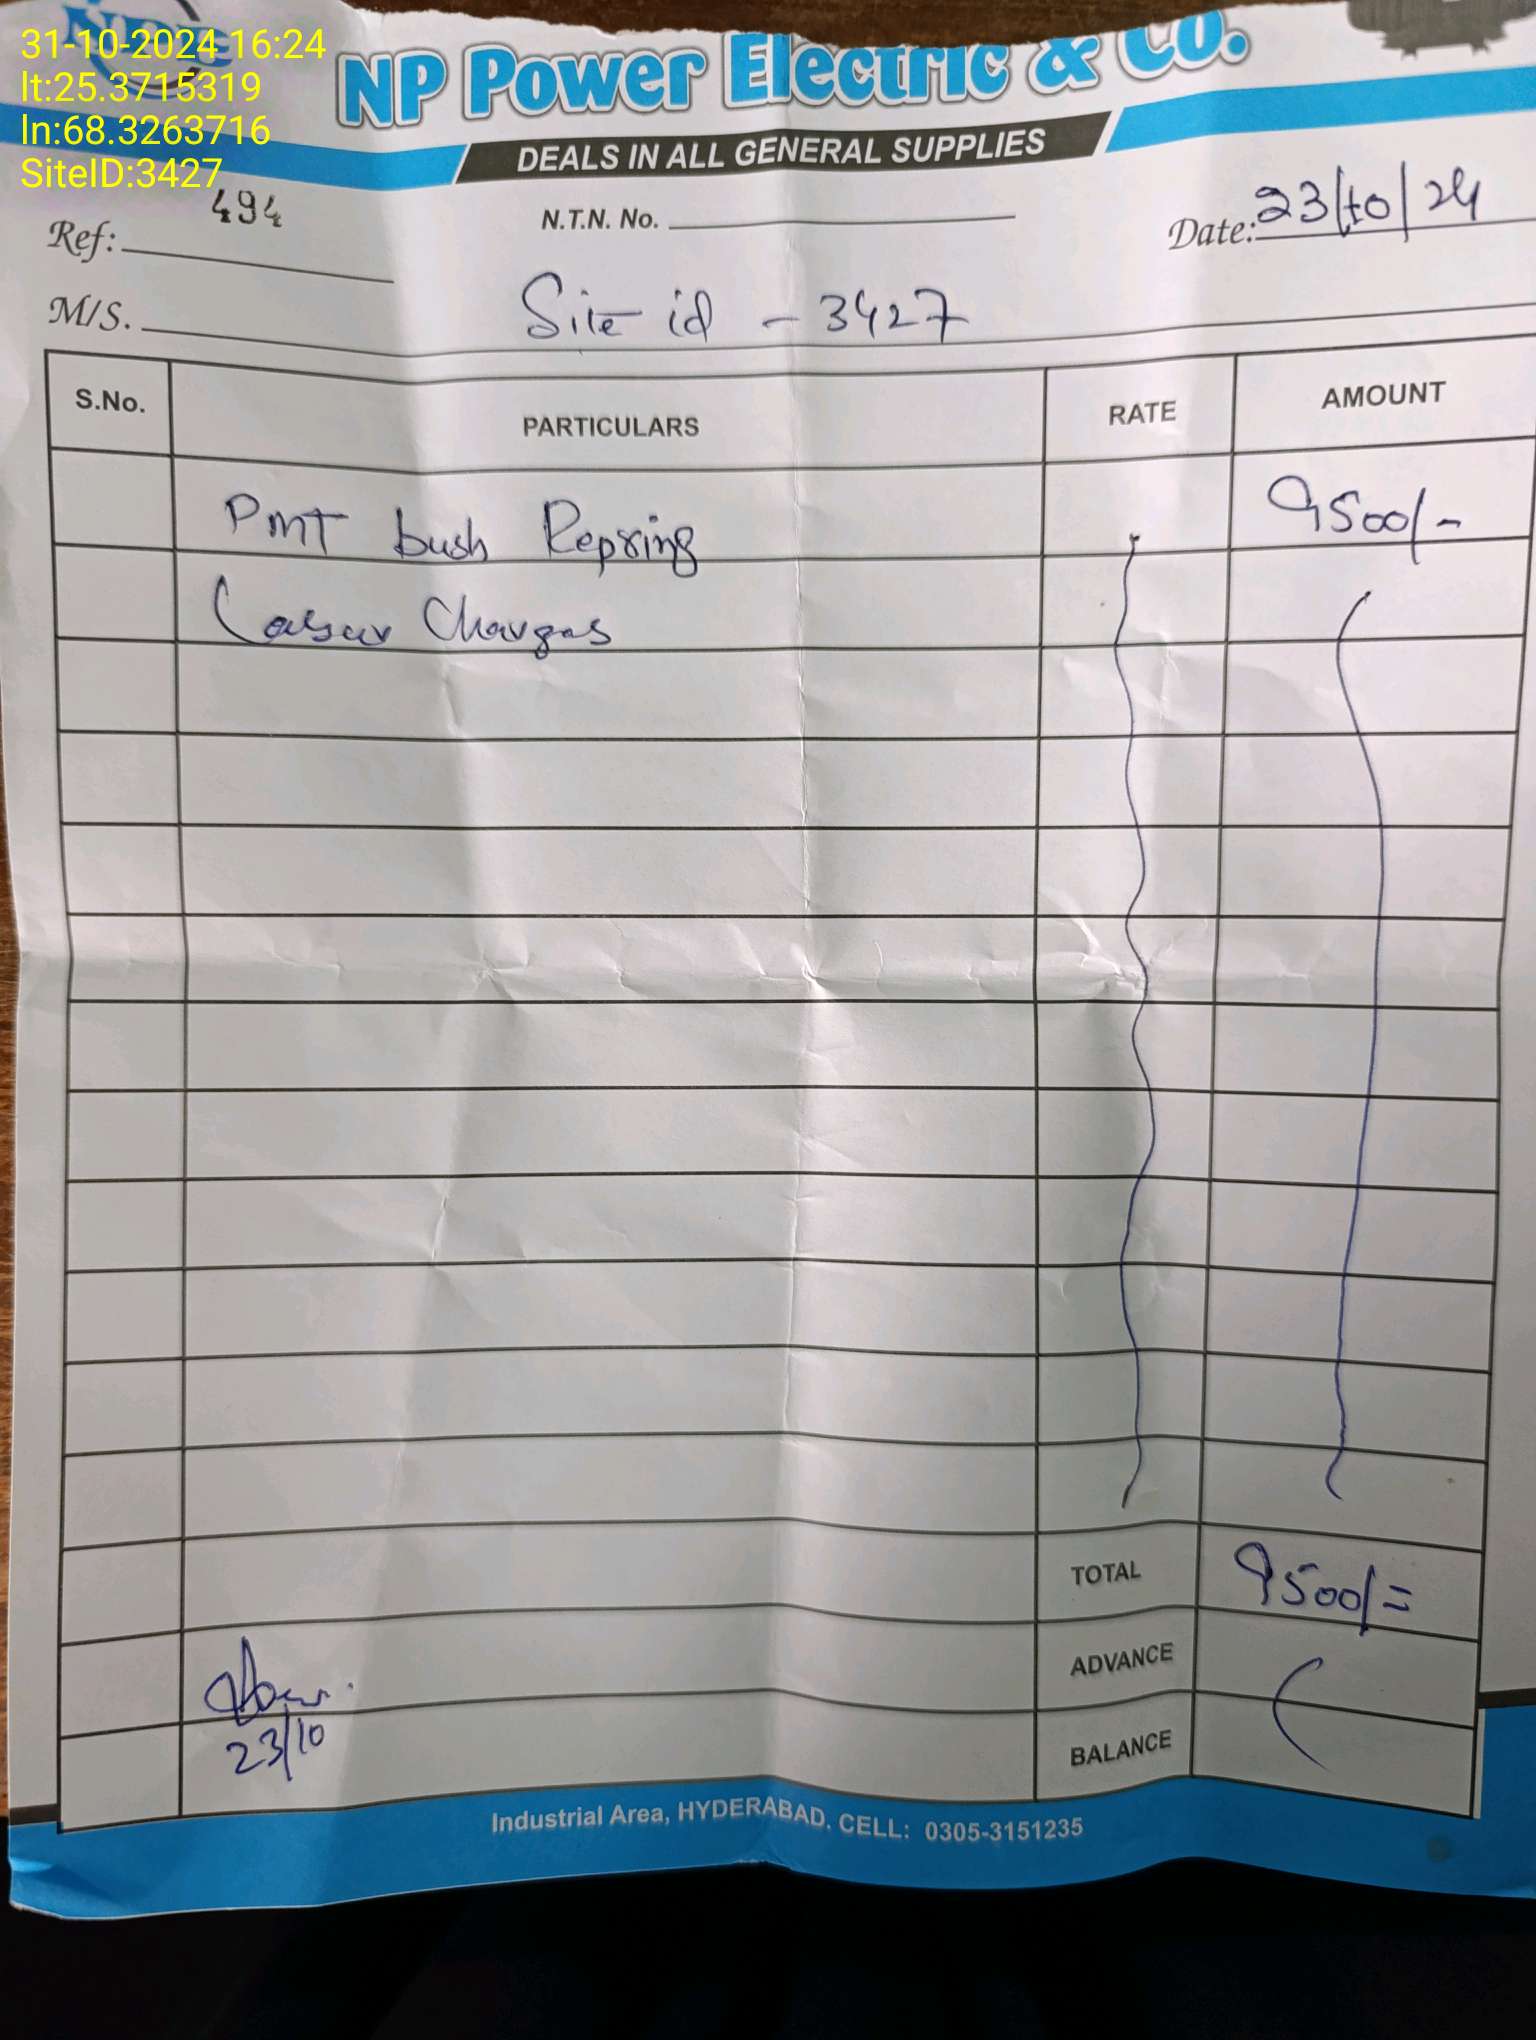 31-10-2024 16:24
lt:25.3715319
ln:68.3263716
SiteID:3427
NP Power Electric & Co.
DEALS IN ALL GENERAL SUPPLIES
Ref: 494 N.T.N. No. Date: 23/10/24
M/S. Site id - 3427
S.No. PARTICULARS RATE AMOUNT
PMT bush Repring 9500/-
Labour Charges
TOTAL 9500/=
ADVANCE
BALANCE
23/10
Industrial Area, HYDERABAD. CELL: 0305-3151235